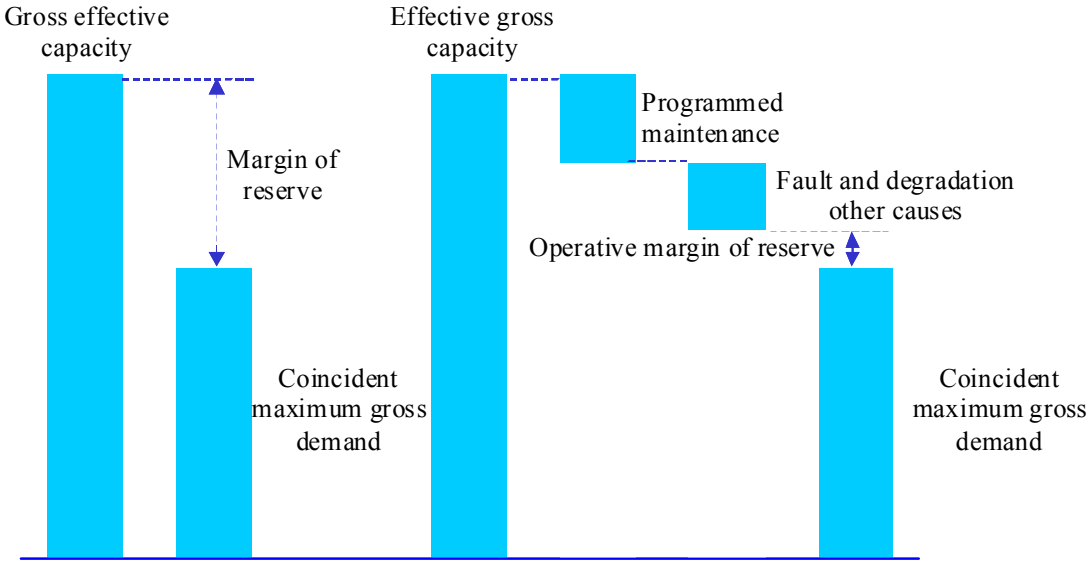 Gross effective
capacity
Margin of
reserve
Coincident
maximum gross
demand
Effective gross
capacity
Programmed
maintenance
Fault and degradation
other causes
Operative margin of reserve
Coincident
maximum gross
demand